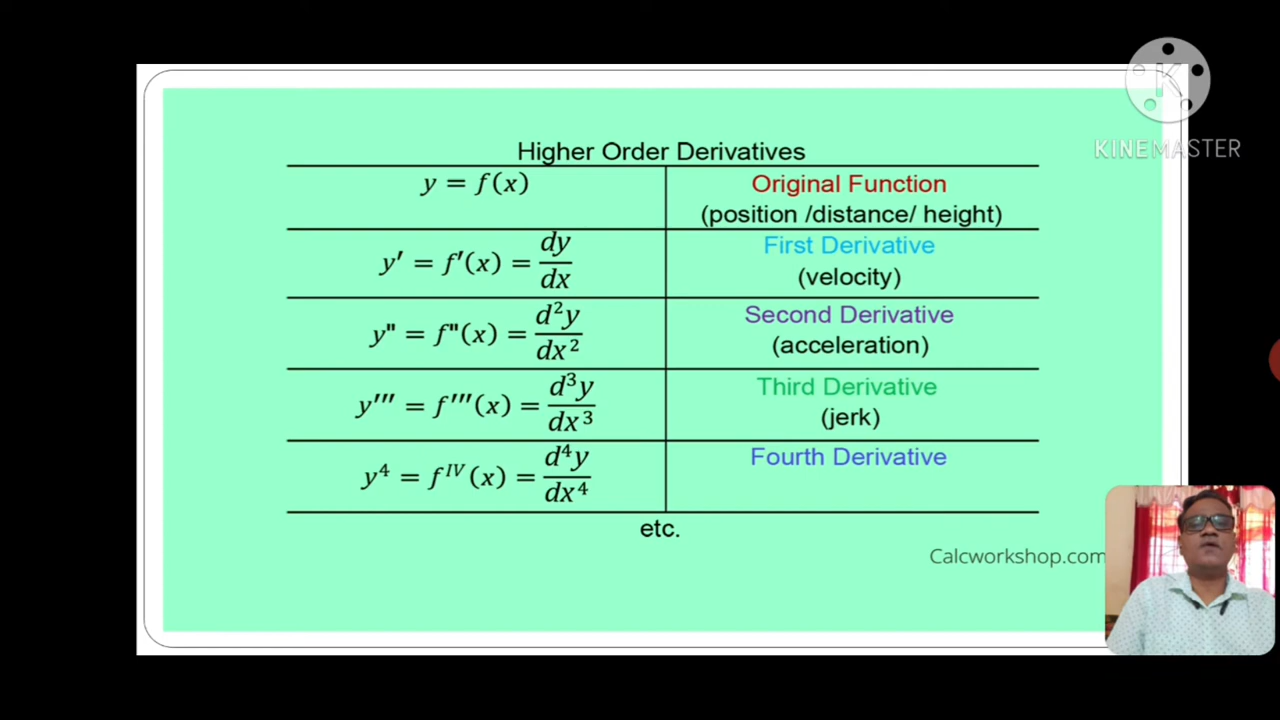 KINEMASTER
Higher Order Derivatives
y = f(x)
Original Function
(position /distance/ height)
y′ = f′(x) = dy/dx
First Derivative
(velocity)
y" = f"(x) = d²y/dx²
Second Derivative
(acceleration)
y′′′ = f′′′(x) = d³y/dx³
Third Derivative
(jerk)
y⁴ = f^IV(x) = d⁴y/dx⁴
Fourth Derivative
etc.
Calcworkshop.com